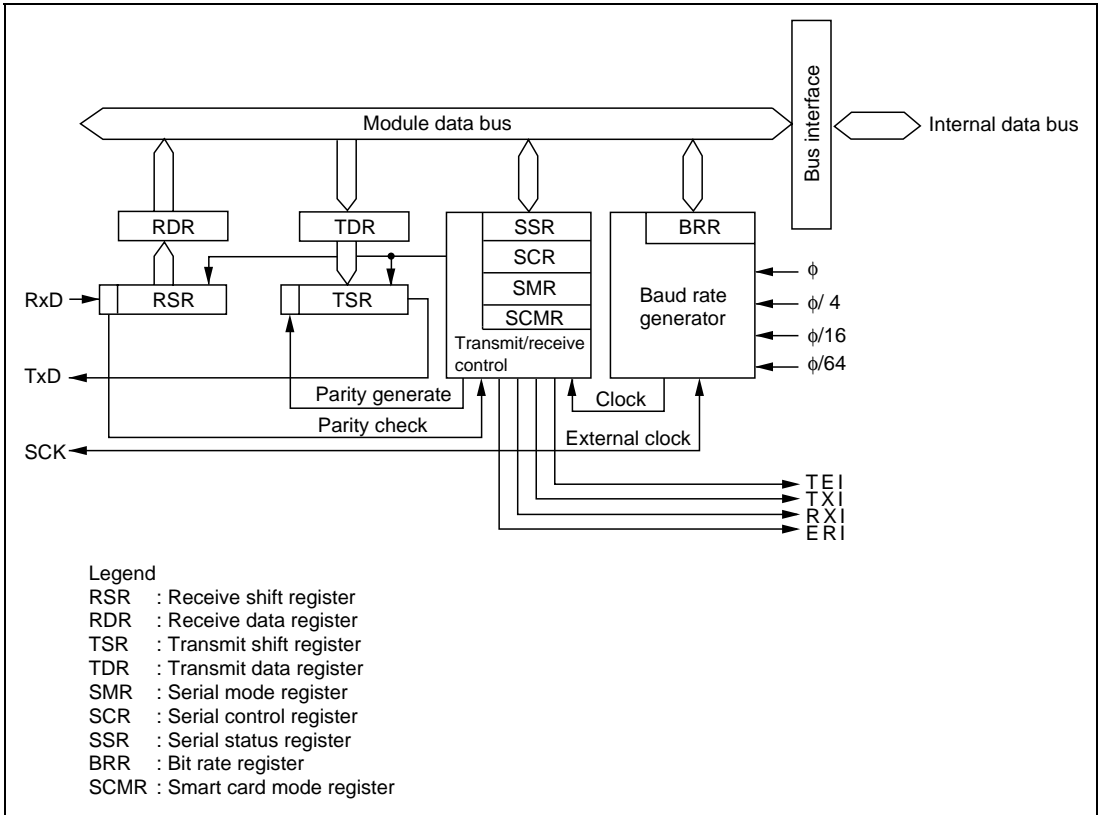 Module data bus
Bus interface
Internal data bus
RDR
TDR
SSR
BRR
SCR
SMR
SCMR
Transmit/receive
control
Baud rate
generator
ϕ
ϕ/ 4
ϕ/16
ϕ/64
RxD
RSR
TSR
TxD
Parity generate
Clock
Parity check
External clock
SCK
TEI
TXI
RXI
ERI
Legend
RSR : Receive shift register
RDR : Receive data register
TSR : Transmit shift register
TDR : Transmit data register
SMR : Serial mode register
SCR : Serial control register
SSR : Serial status register
BRR : Bit rate register
SCMR : Smart card mode register